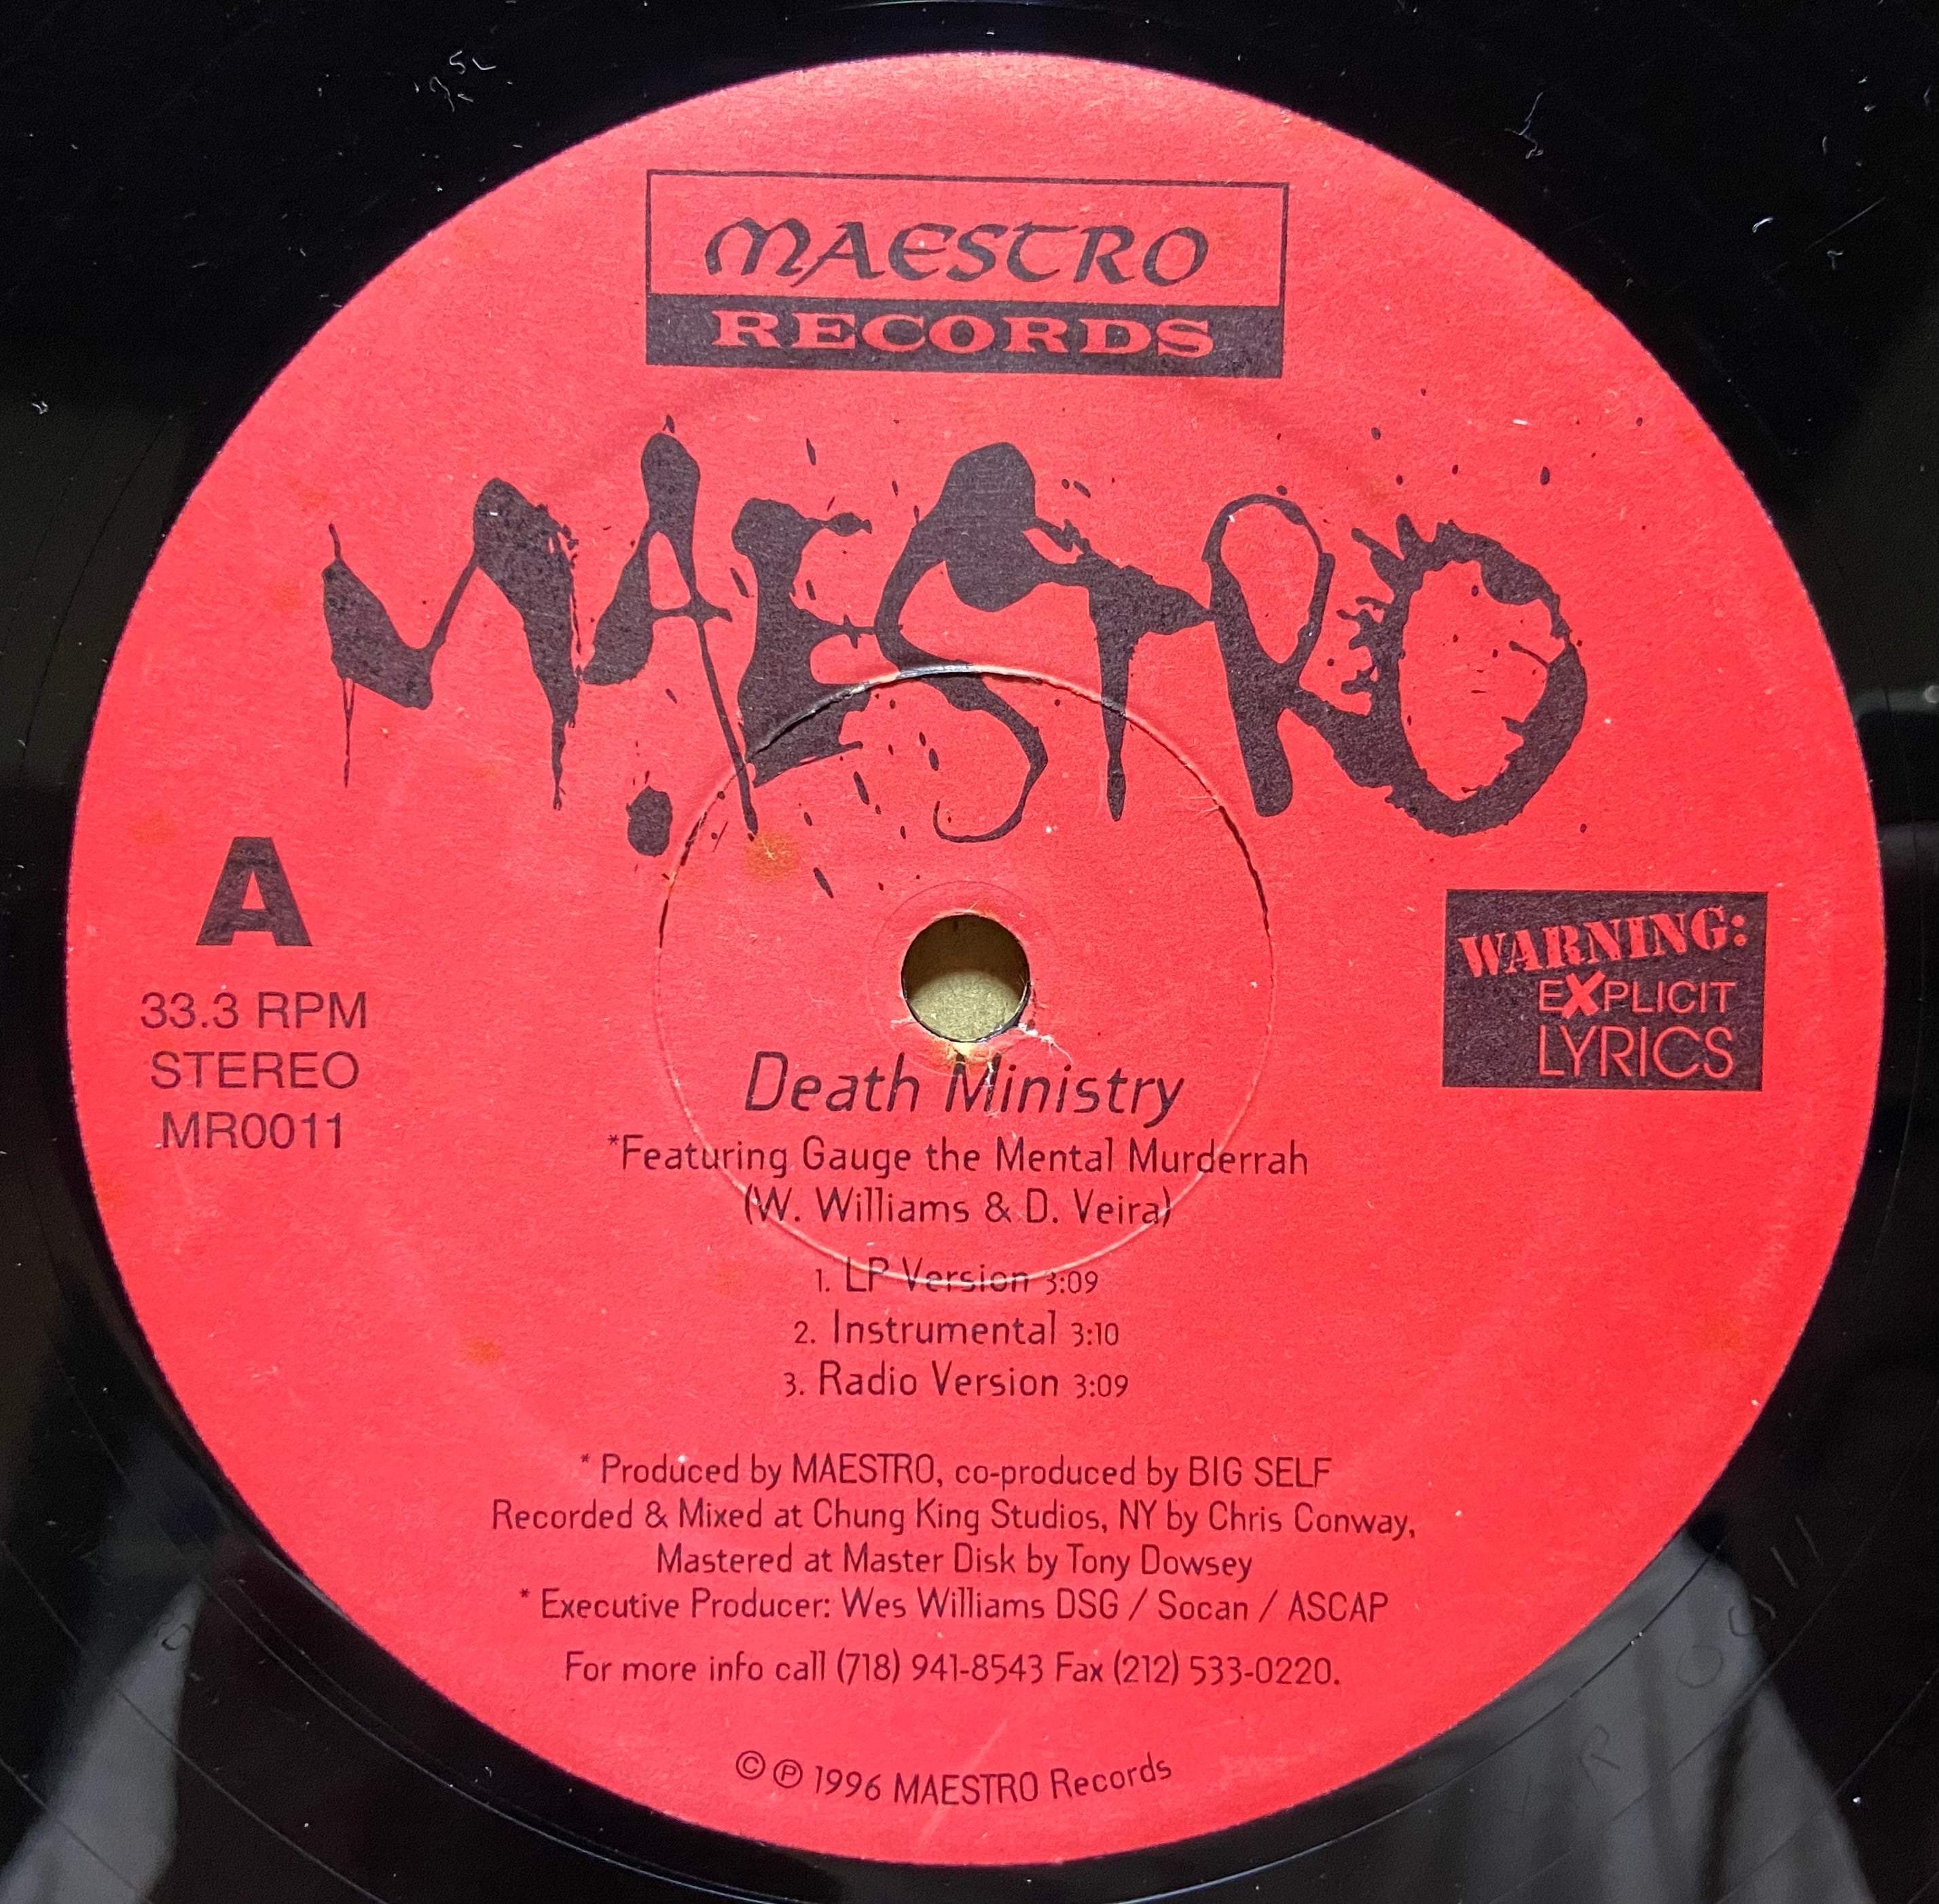 MAESTRO
RECORDS
MAESTRO
A
33.3 RPM
STEREO
MR0011
WARNING:
EXPLICIT
LYRICS
Death Ministry
*Featuring Gauge the Mental Murderrah
(W. Williams & D. Veira)
1. LP Version 3:09
2. Instrumental 3:10
3. Radio Version 3:09
* Produced by MAESTRO, co-produced by BIG SELF
Recorded & Mixed at Chung King Studios, NY by Chris Conway,
Mastered at Master Disk by Tony Dowsey
* Executive Producer: Wes Williams DSG / Socan / ASCAP
For more info call (718) 941-8543 Fax (212) 533-0220.
© ℗ 1996 MAESTRO Records